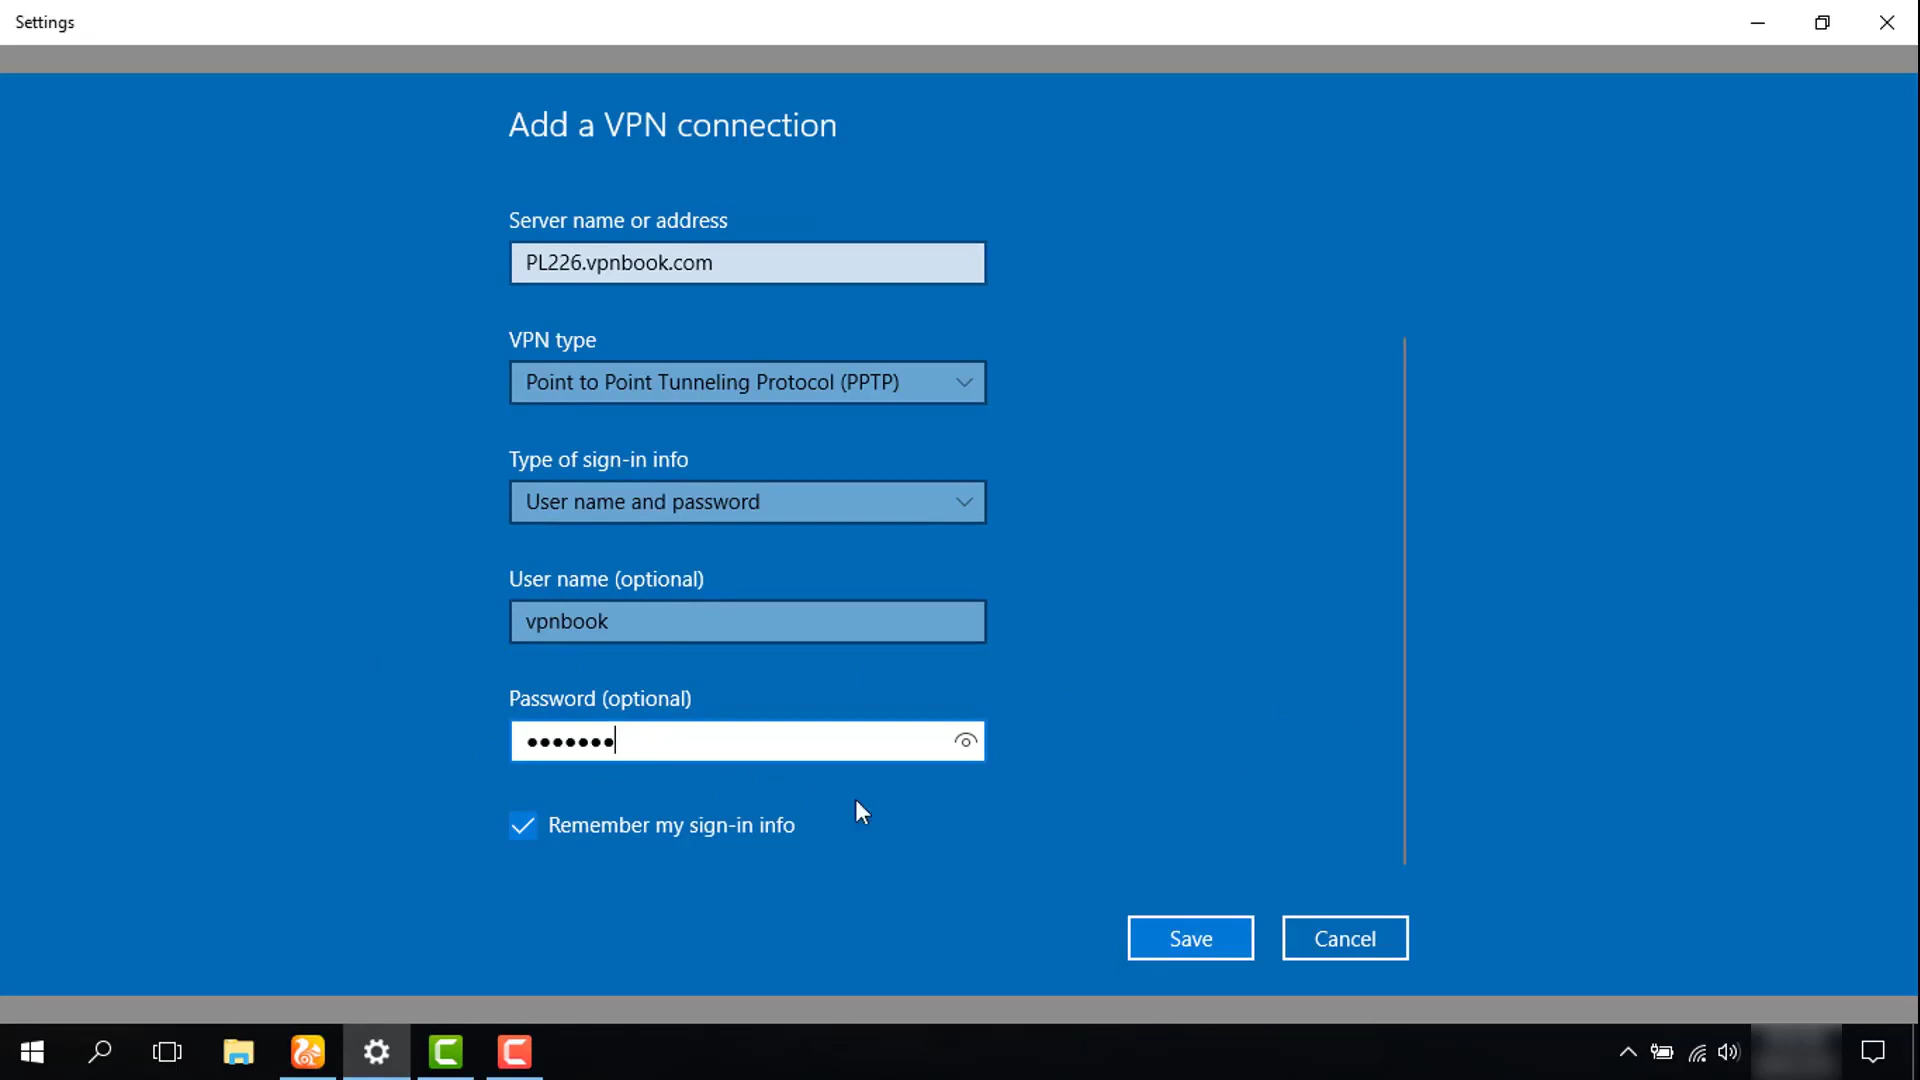 Settings
Add a VPN connection
Server name or address
PL226.vpnbook.com
VPN type
Point to Point Tunneling Protocol (PPTP)
Type of sign-in info
User name and password
User name (optional)
vpnbook
Password (optional)
•••••••
Remember my sign-in info
Save
Cancel